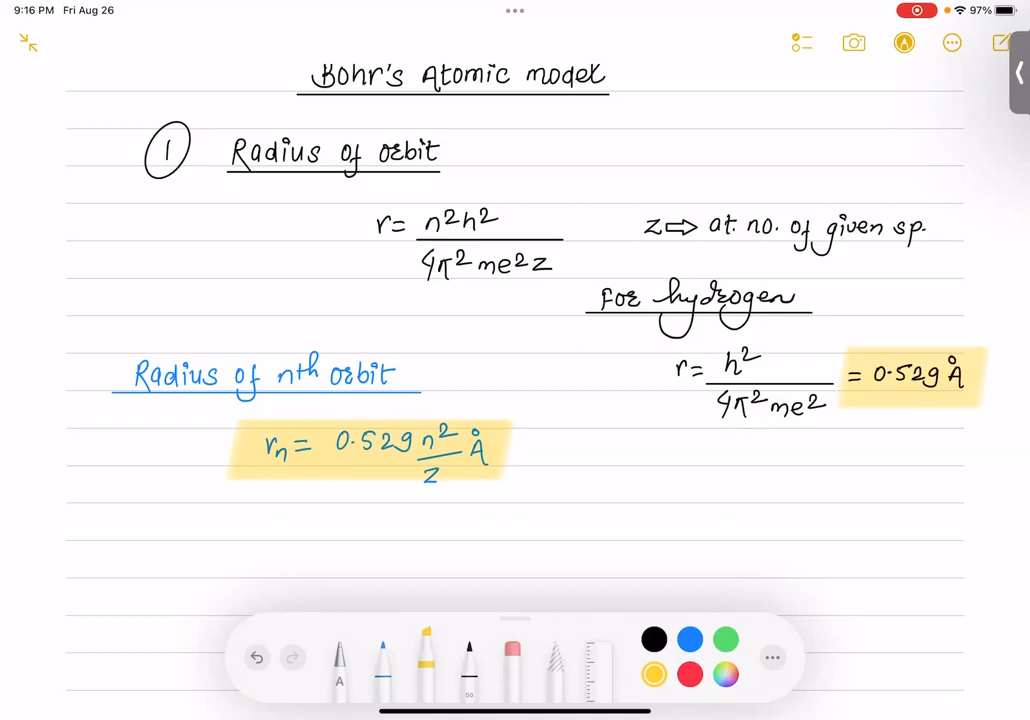 9:16 PM Fri Aug 26
97%
Bohr's Atomic model
1 Radius of orbit
r = n²h² / 4π²me²z
z ⇒ at. no. of given sp.
For hydrogen
r = h² / 4π²me² = 0.529 Å
Radius of nth orbit
rₙ = 0.529 n²/z Å
A
50